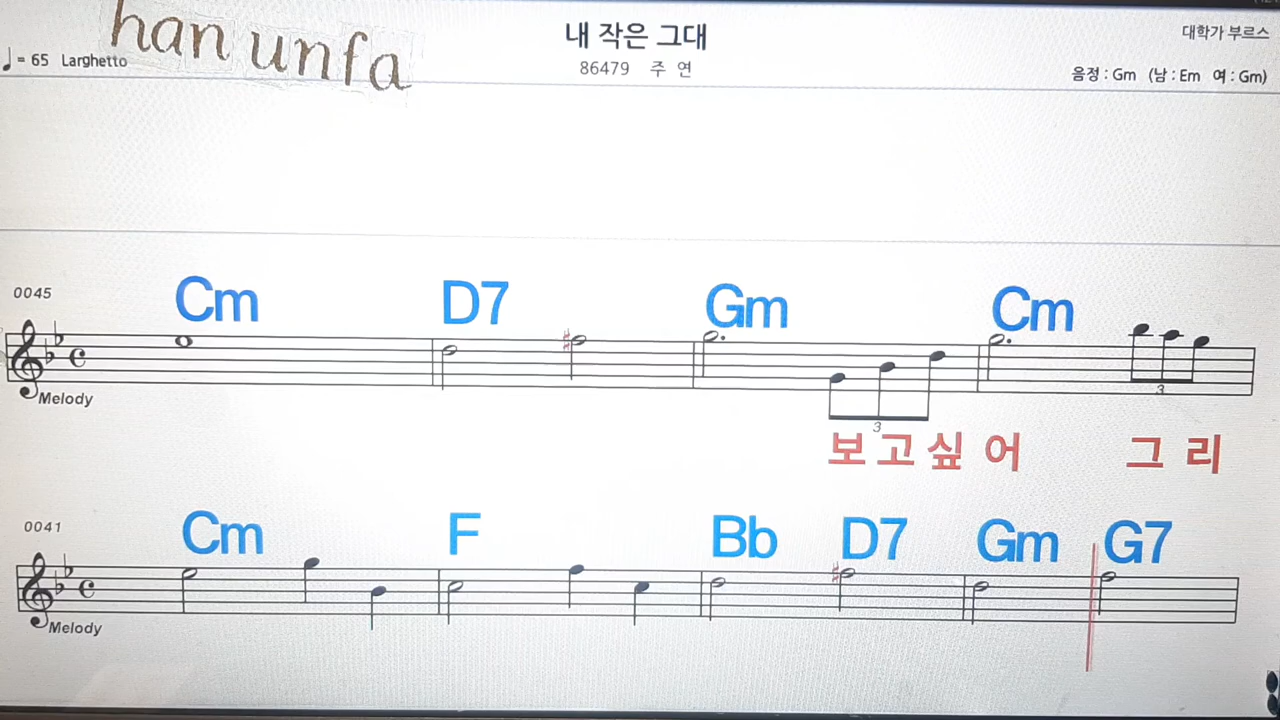 han unfa
내 작은 그대
대학가 부르스
♩= 65 Larghetto
86479 주 연
음정 : Gm (남 : Em 여 : Gm)
0045
Cm D7 Gm Cm
Melody
3 3
보고싶어 그리
0041
Cm F Bb D7 Gm G7
Melody